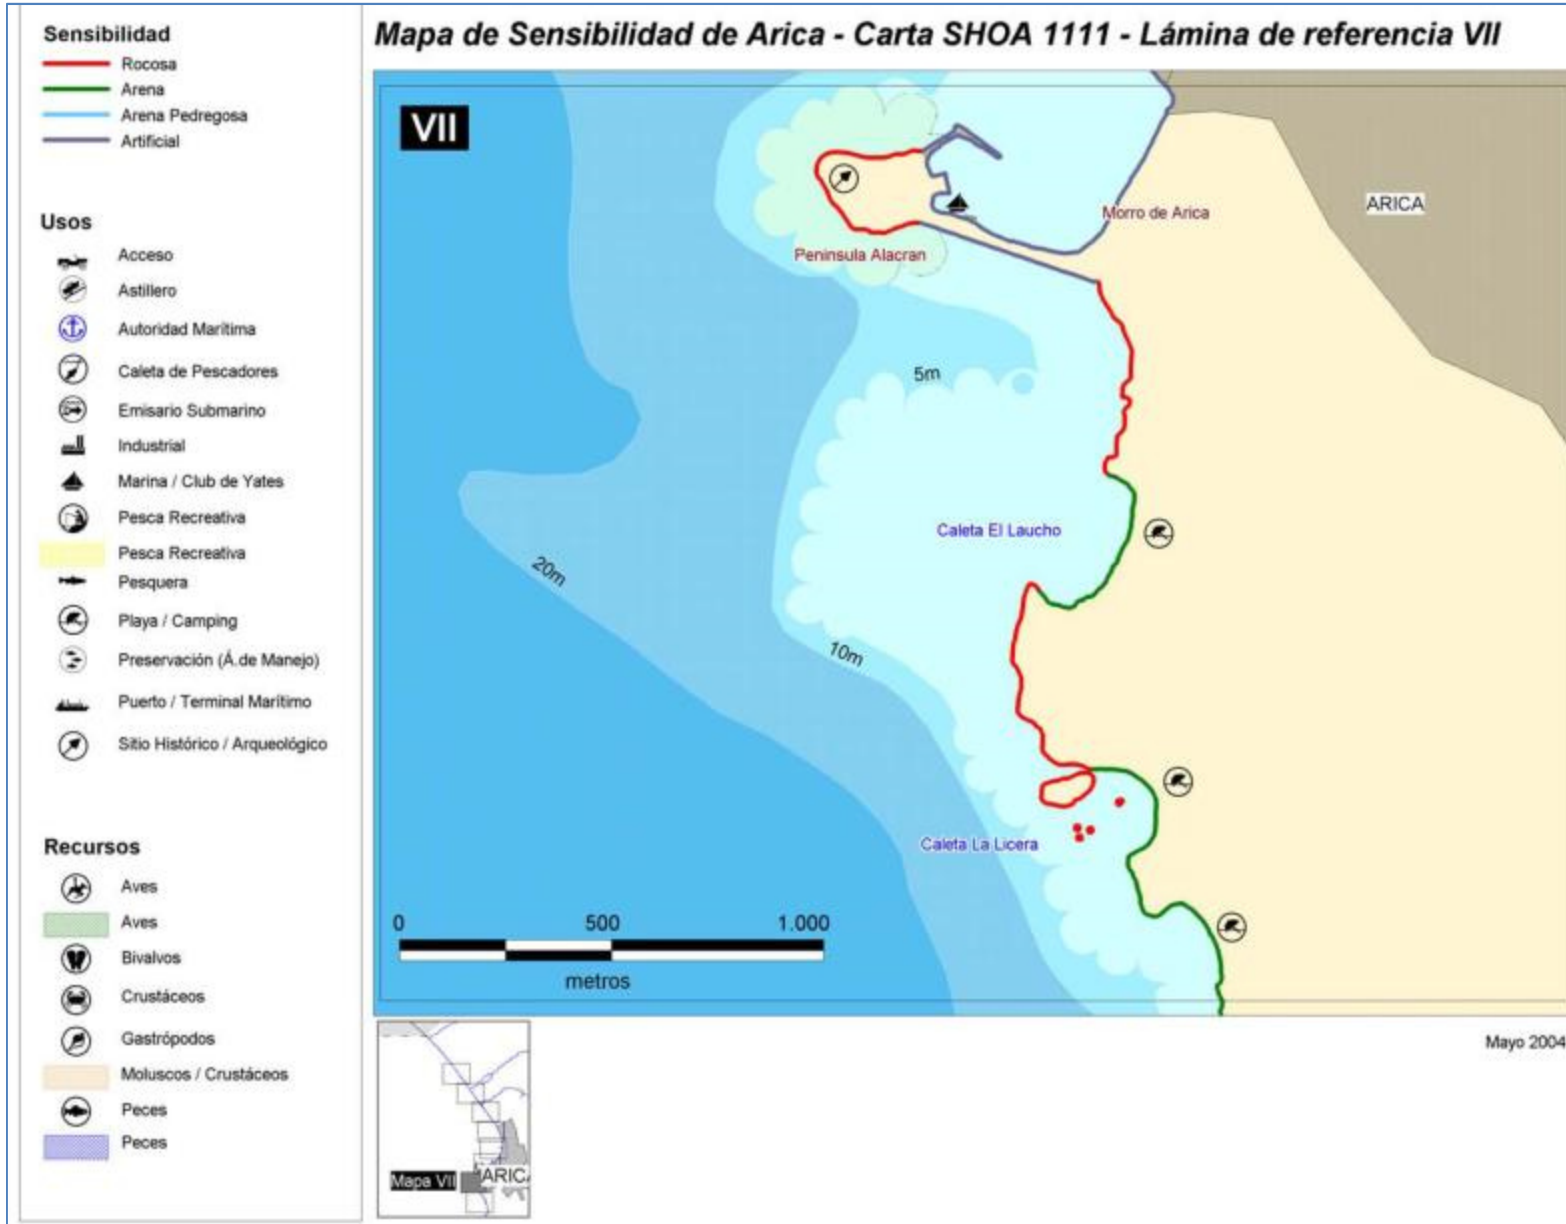 Mapa de Sensibilidad de Arica - Carta SHOA 1111 - Lámina de referencia VII
Sensibilidad
Rocosa
Arena
Arena Pedregosa
Artificial
Usos
Acceso
Astillero
Autoridad Marítima
Caleta de Pescadores
Emisario Submarino
Industrial
Marina / Club de Yates
Pesca Recreativa
Pesca Recreativa
Pesquera
Playa / Camping
Preservación (Á.de Manejo)
Puerto / Terminal Marítimo
Sitio Histórico / Arqueológico
Recursos
Aves
Aves
Bivalvos
Crustáceos
Gastrópodos
Moluscos / Crustáceos
Peces
Peces
VII
ARICA
Morro de Arica
Peninsula Alacran
5m
Caleta El Laucho
20m
10m
Caleta La Licera
0 500 1.000
metros
Mayo 2004
Mapa VII
ARICA